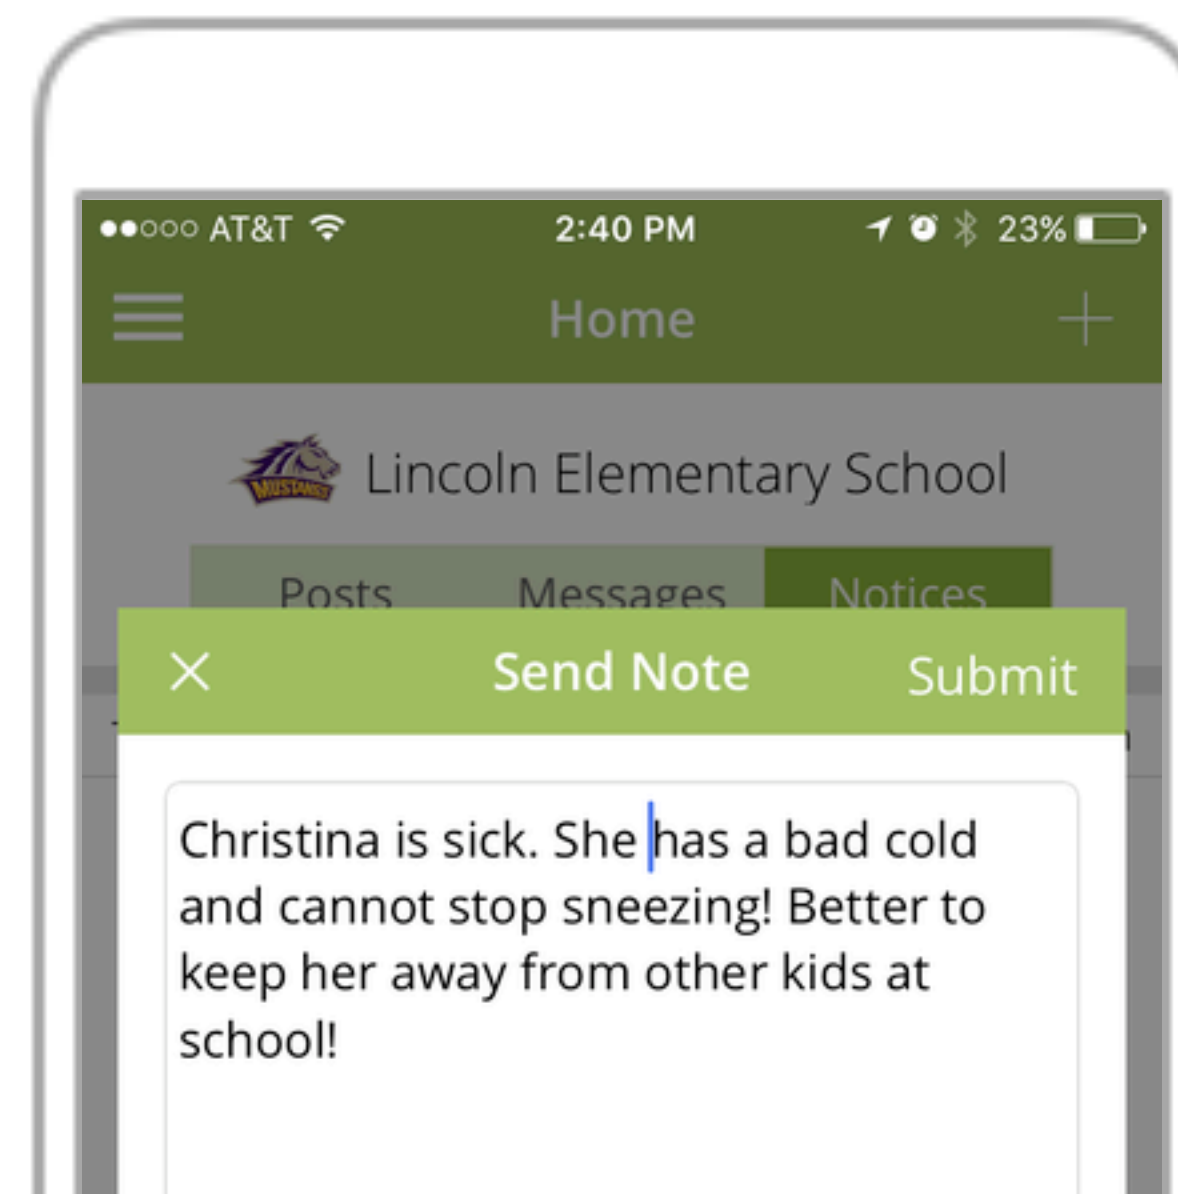 AT&T 2:40 PM 23%
Home
MUSTANGS Lincoln Elementary School
Posts Messages Notices
Send Note Submit
Christina is sick. She has a bad cold
and cannot stop sneezing! Better to
keep her away from other kids at
school!